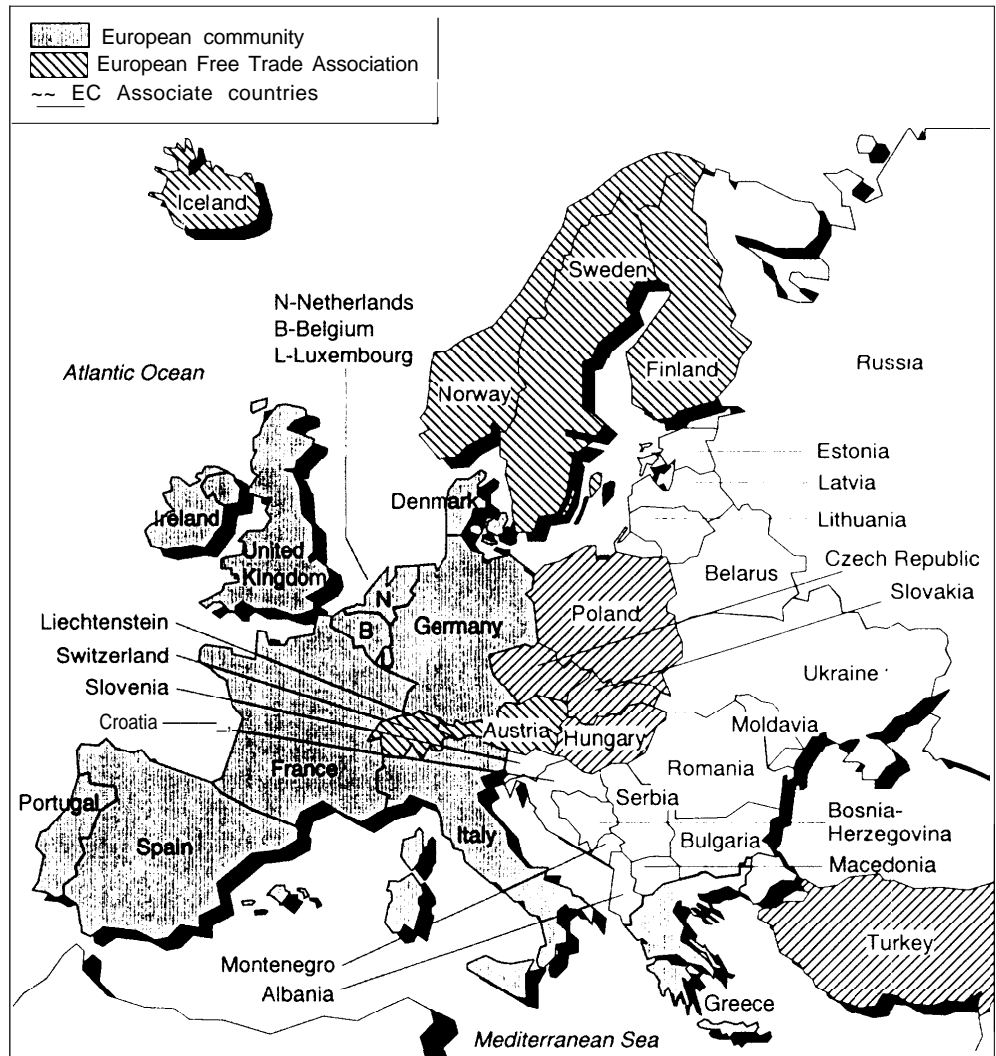 European community
European Free Trade Association
~~ EC Associate countries
Iceland
Sweden
N-Netherlands
B-Belgium
L-Luxembourg
Atlantic Ocean
Norway
Finland
Russia
Estonia
Latvia
Lithuania
Denmark
Ireland
United
Kingdom
Belarus
Czech Republic
Slovakia
N
B
Germany
Poland
Liechtenstein
Switzerland
Slovenia
Croatia
Ukraine
Austria
Hungary
Moldavia
France
Romania
Portugal
Spain
Italy
Serbia
Bosnia-
Herzegovina
Bulgaria
Macedonia
Turkey
Montenegro
Albania
Greece
Mediterranean Sea